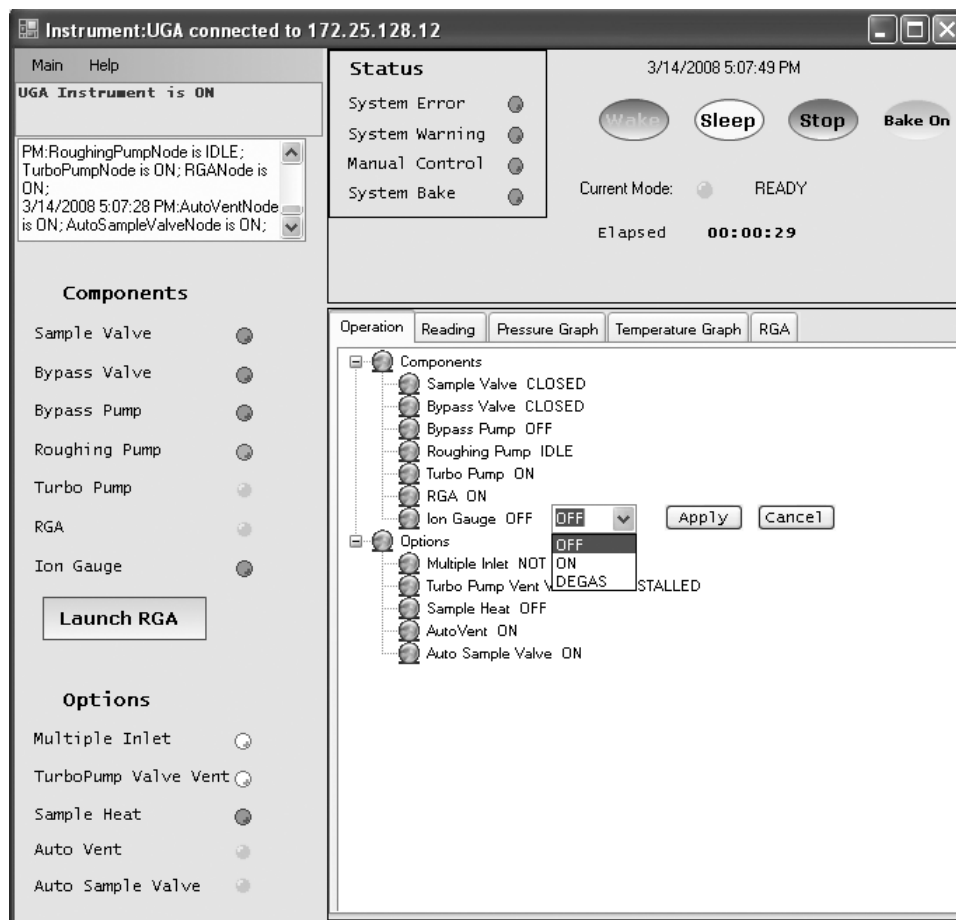 Instrument:UGA connected to 172.25.128.12
Main Help
UGA Instrument is ON
PM:RoughingPumpNode is IDLE;
TurboPumpNode is ON; RGANode is
ON;
3/14/2008 5:07:28 PM:AutoVentNode
is ON; AutoSampleValveNode is ON;
Components
Sample Valve
Bypass Valve
Bypass Pump
Roughing Pump
Turbo Pump
RGA
Ion Gauge
Launch RGA
Options
Multiple Inlet
TurboPump Valve Vent
Sample Heat
Auto Vent
Auto Sample Valve
Status
System Error
System Warning
Manual Control
System Bake
3/14/2008 5:07:49 PM
Wake Sleep Stop Bake On
Current Mode: READY
Elapsed 00:00:29
Operation Reading Pressure Graph Temperature Graph RGA
Components
Sample Valve CLOSED
Bypass Valve CLOSED
Bypass Pump OFF
Roughing Pump IDLE
Turbo Pump ON
RGA ON
Ion Gauge OFF OFF Apply Cancel
OFF
ON
DEGAS
Options
Multiple Inlet NOT
Turbo Pump Vent V STALLED
Sample Heat OFF
AutoVent ON
Auto Sample Valve ON